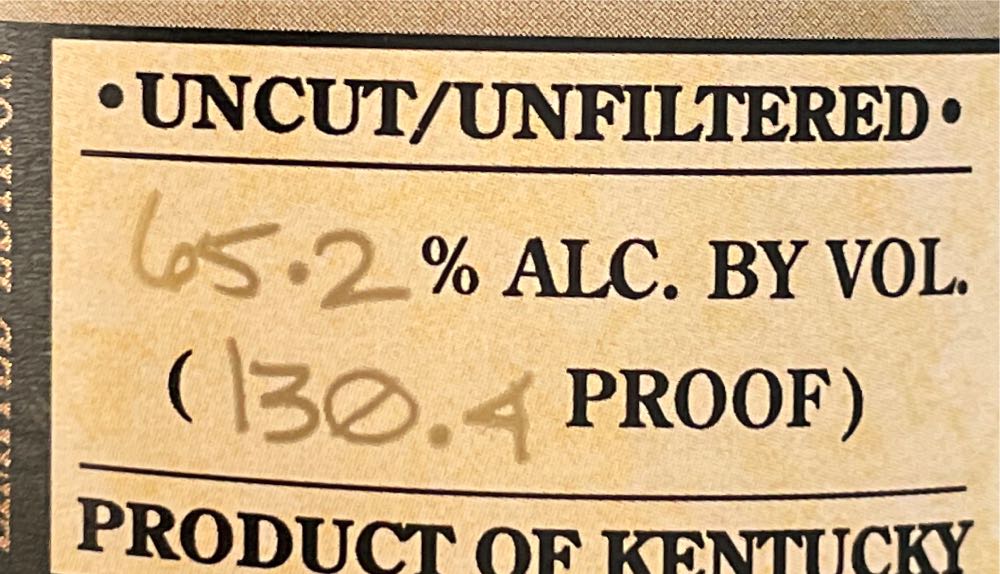 •UNCUT/UNFILTERED•
65.2 % ALC. BY VOL.
( 130.4 PROOF)
PRODUCT OF KENTUCKY